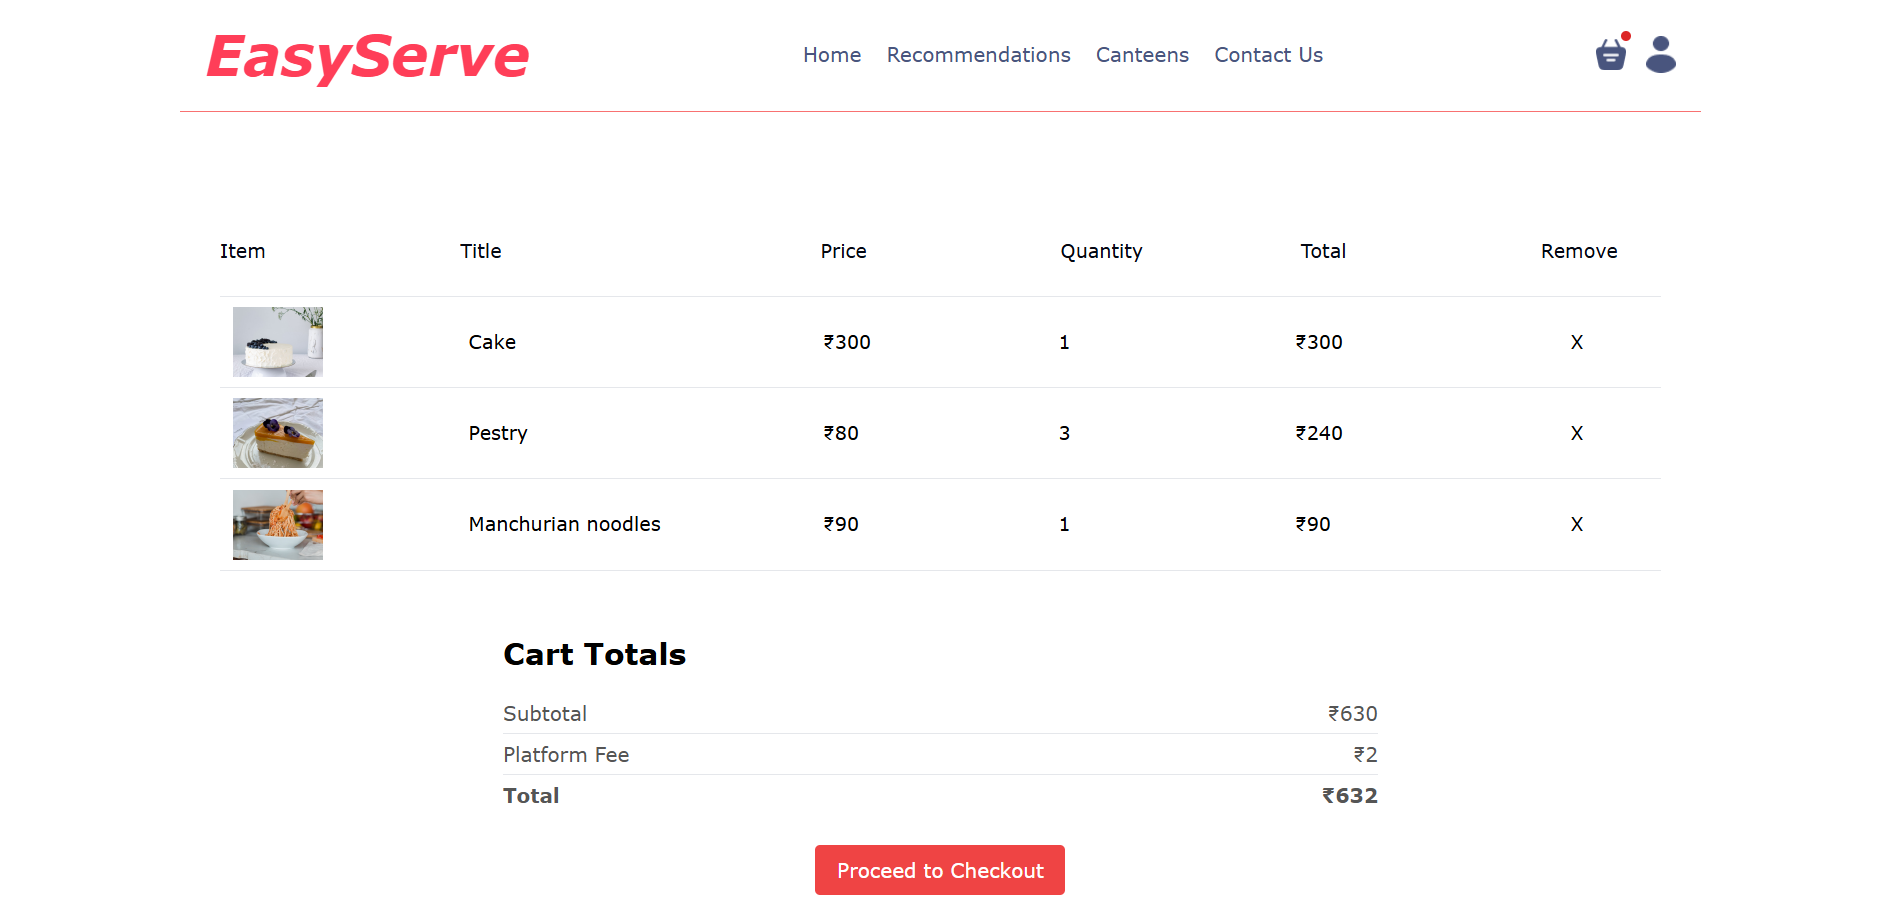 EasyServe
Home Recommendations Canteens Contact Us
Item Title Price Quantity Total Remove
Cake ₹300 1 ₹300 X
Pestry ₹80 3 ₹240 X
Manchurian noodles ₹90 1 ₹90 X
Cart Totals
Subtotal ₹630
Platform Fee ₹2
Total ₹632
Proceed to Checkout